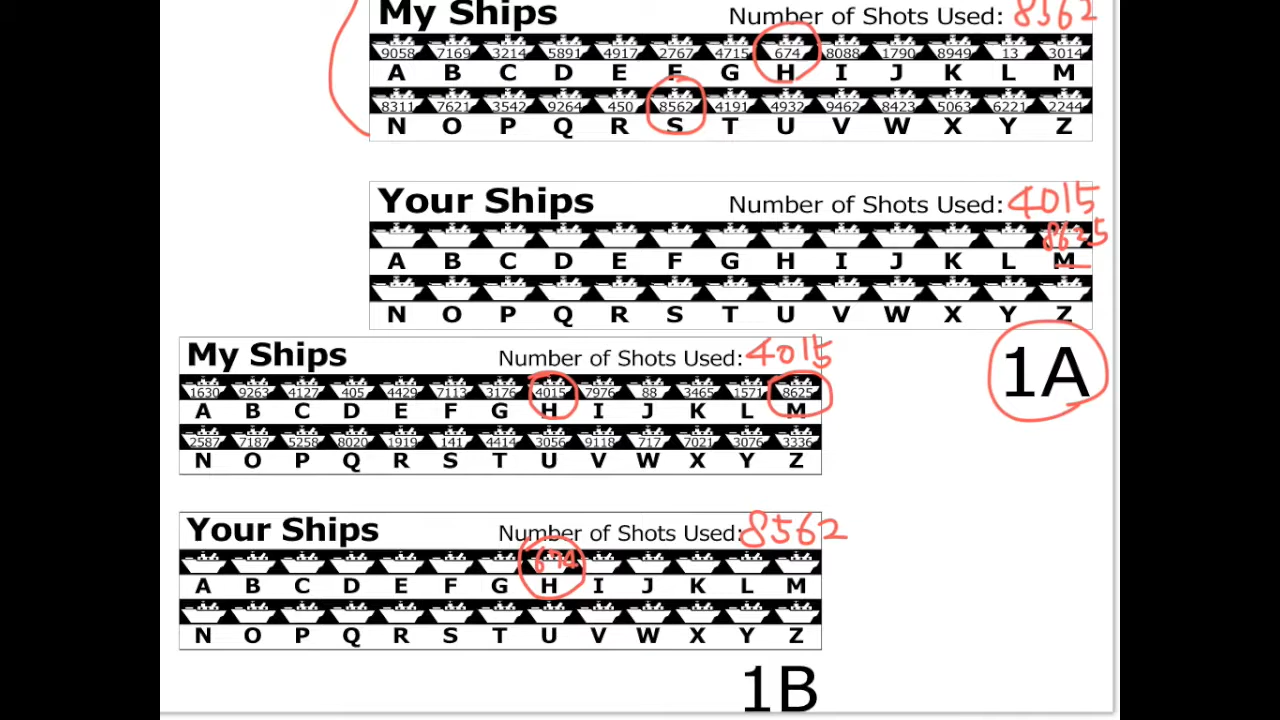 My Ships Number of Shots Used: 8562
9058 7169 3214 5891 4917 2767 4715 674 8088 1790 8949 13 3014
A B C D E F G H I J K L M
8311 7621 3542 9264 450 8562 4191 4932 9462 8423 5063 6221 2244
N O P Q R S T U V W X Y Z
Your Ships Number of Shots Used: 4015
8625
A B C D E F G H I J K L M
N O P Q R S T U V W X Y Z
1A
My Ships Number of Shots Used: 4015
1630 9263 4127 405 4429 7113 3176 4015 7976 88 3465 1571 8625
A B C D E F G H I J K L M
2587 7187 5258 8020 1919 141 4414 3056 9118 717 7021 3076 3336
N O P Q R S T U V W X Y Z
Your Ships Number of Shots Used: 8562
674
A B C D E F G H I J K L M
N O P Q R S T U V W X Y Z
1B